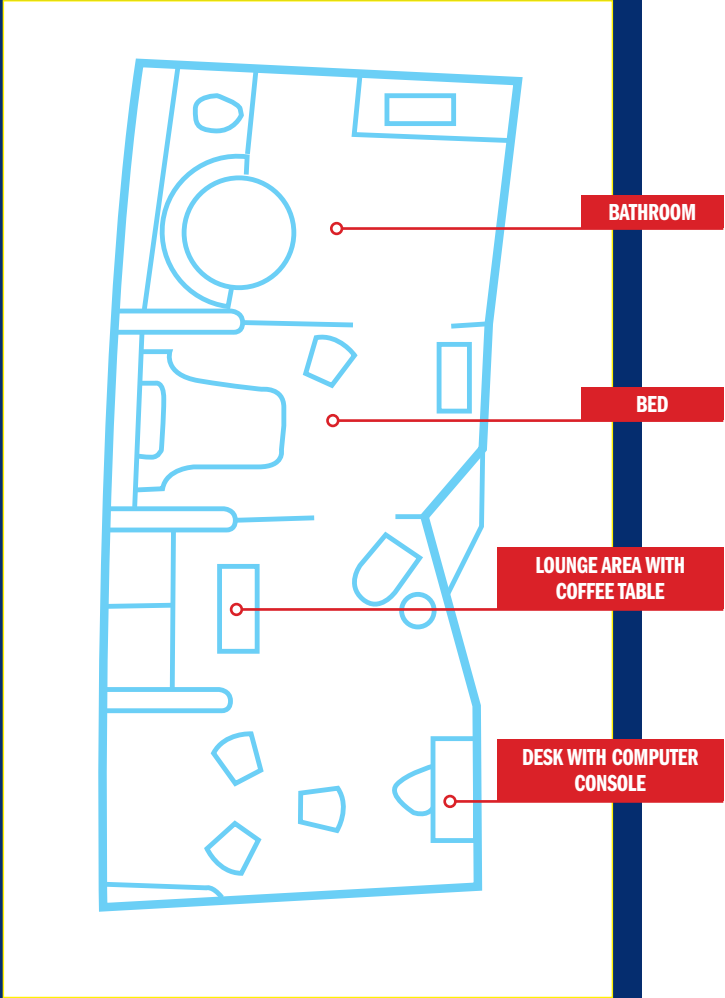 BATHROOM
BED
LOUNGE AREA WITH
COFFEE TABLE
DESK WITH COMPUTER
CONSOLE